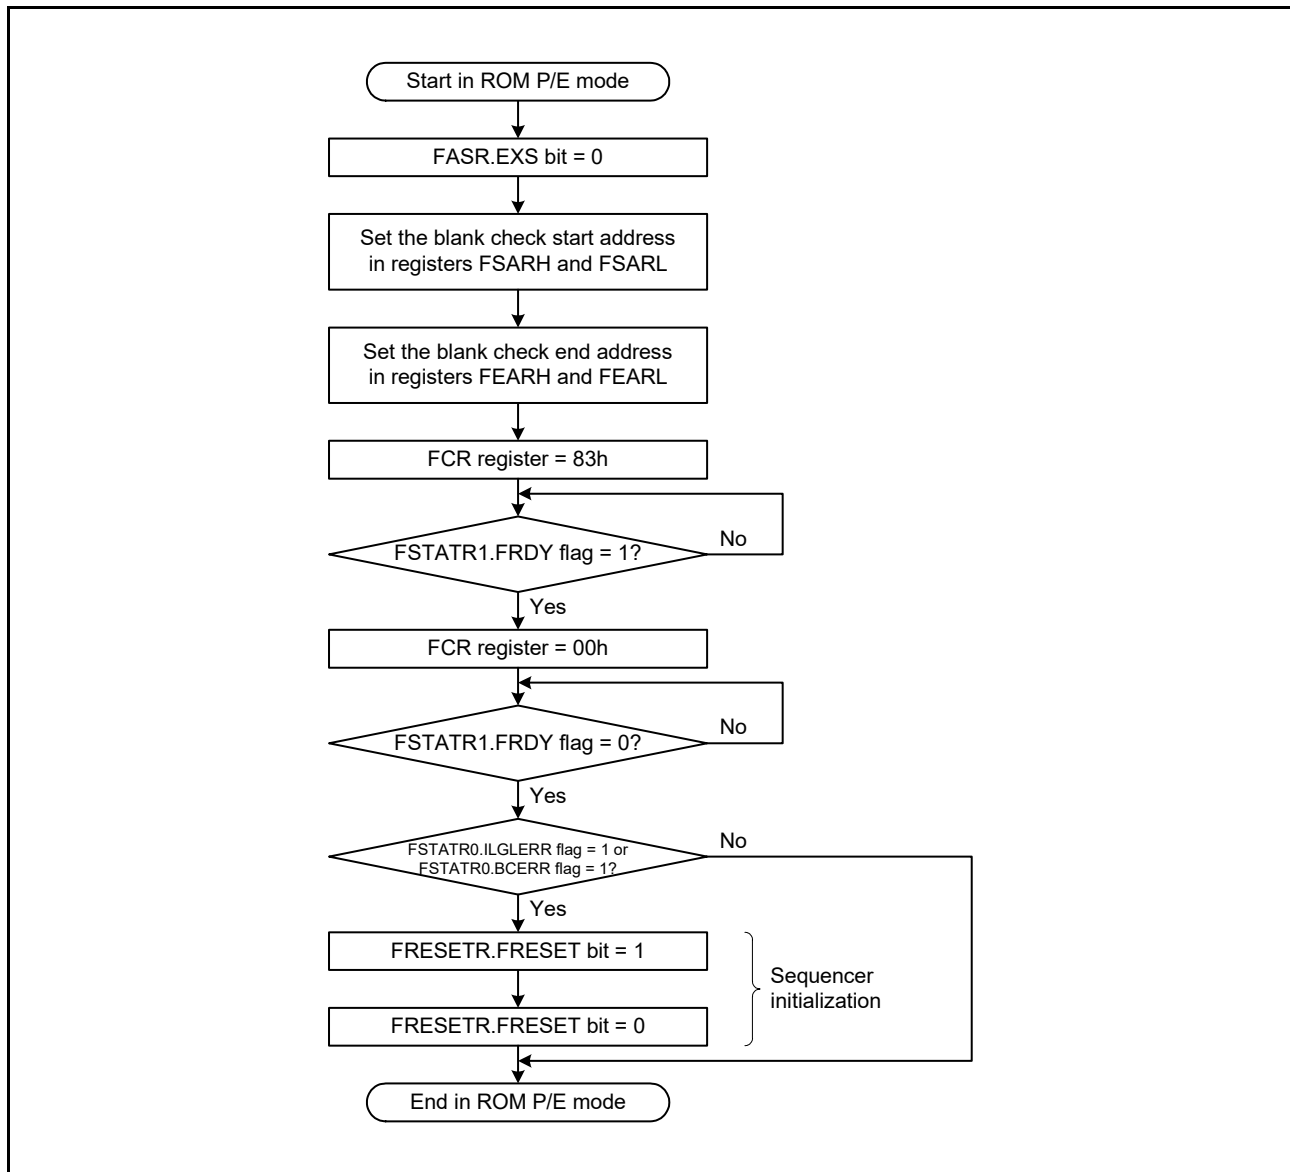 Start in ROM P/E mode
FASR.EXS bit = 0
Set the blank check start address
in registers FSARH and FSARL
Set the blank check end address
in registers FEARH and FEARL
FCR register = 83h
FSTATR1.FRDY flag = 1?
No
Yes
FCR register = 00h
FSTATR1.FRDY flag = 0?
No
Yes
FSTATR0.ILGLERR flag = 1 or
FSTATR0.BCERR flag = 1?
No
Yes
FRESETR.FRESET bit = 1
Sequencer
initialization
FRESETR.FRESET bit = 0
End in ROM P/E mode